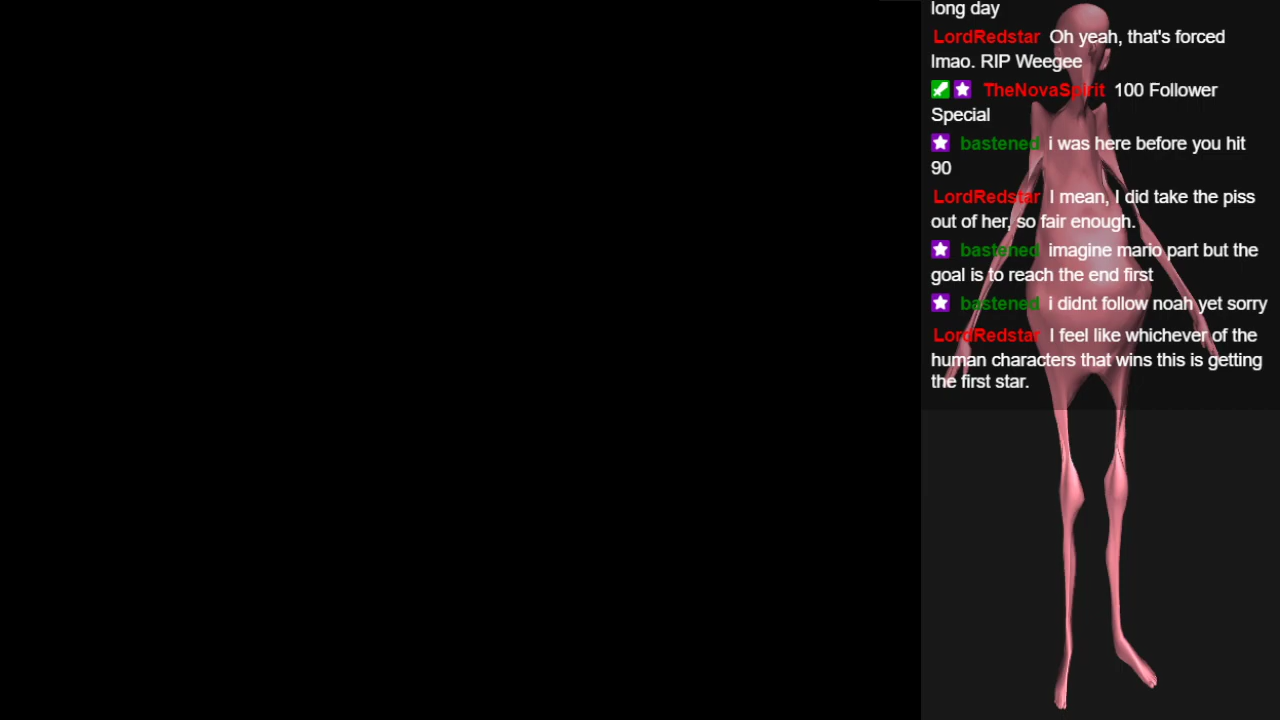 long day
LordRedstar Oh yeah, that's forced
lmao. RIP Weegee
TheNovaSpirit 100 Follower
Special
bastened i was here before you hit
90
LordRedstar I mean, I did take the piss
out of her, so fair enough.
bastened imagine mario part but the
goal is to reach the end first
bastened i didnt follow noah yet sorry
LordRedstar I feel like whichever of the
human characters that wins this is getting
the first star.